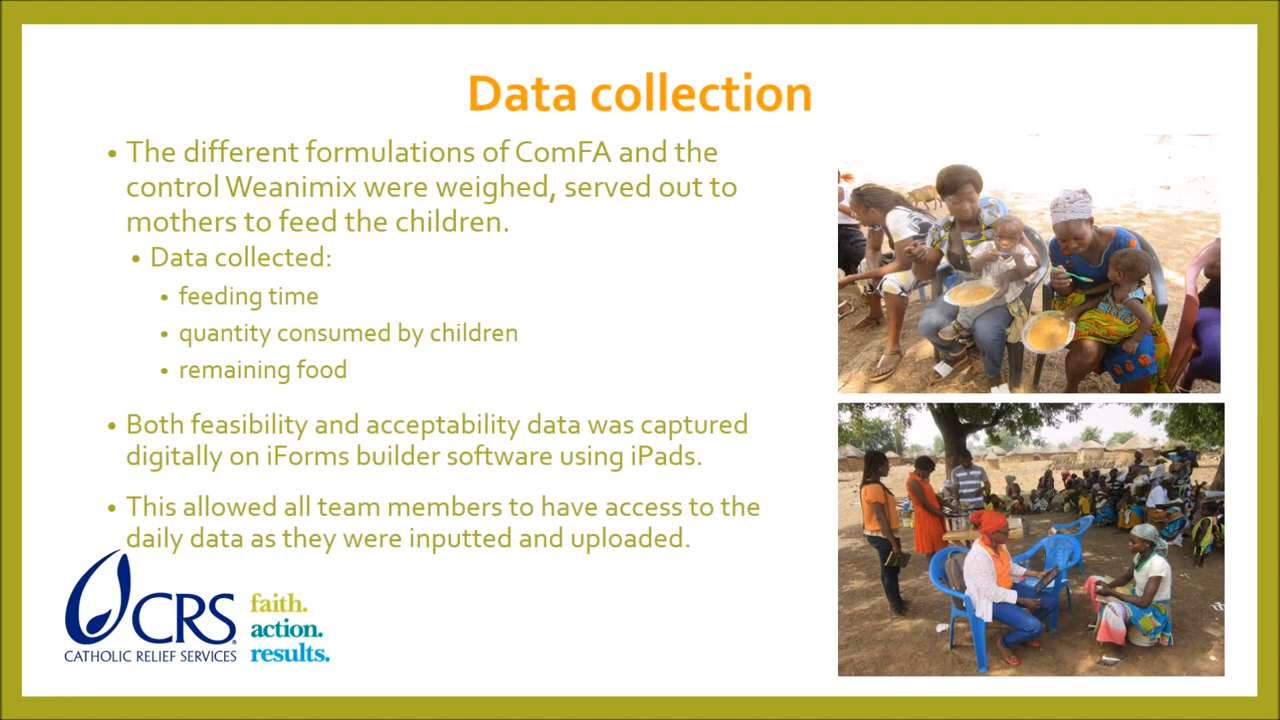 Data collection
• The different formulations of ComFA and the
control Weanimix were weighed, served out to
mothers to feed the children.
• Data collected:
• feeding time
• quantity consumed by children
• remaining food
• Both feasibility and acceptability data was captured
digitally on iForms builder software using iPads.
• This allowed all team members to have access to the
daily data as they were inputted and uploaded.
CRS
CATHOLIC RELIEF SERVICES
faith.
action.
results.